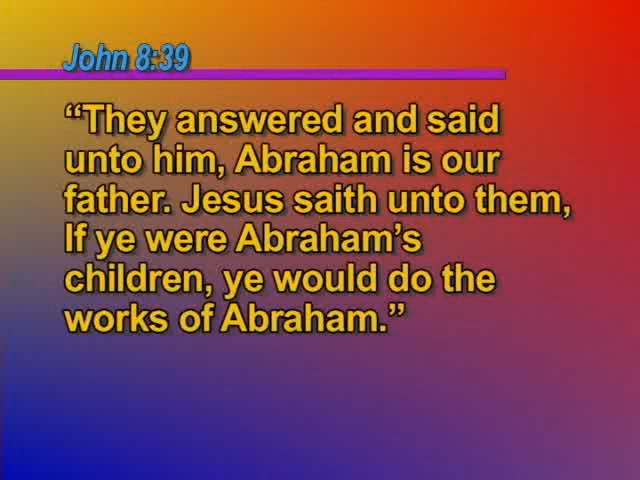 John 8:39
“They answered and said
unto him, Abraham is our
father. Jesus saith unto them,
If ye were Abraham’s
children, ye would do the
works of Abraham.”